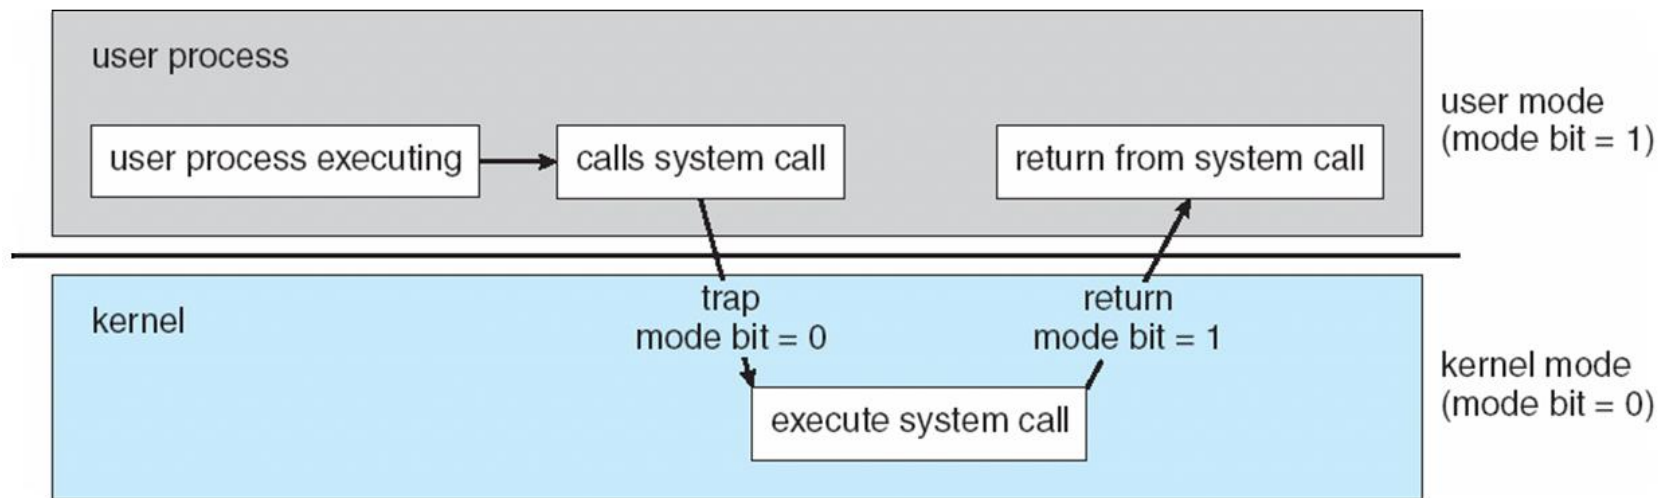 user process
user process executing
calls system call
return from system call
user mode
(mode bit = 1)
kernel
trap
mode bit = 0
return
mode bit = 1
execute system call
kernel mode
(mode bit = 0)